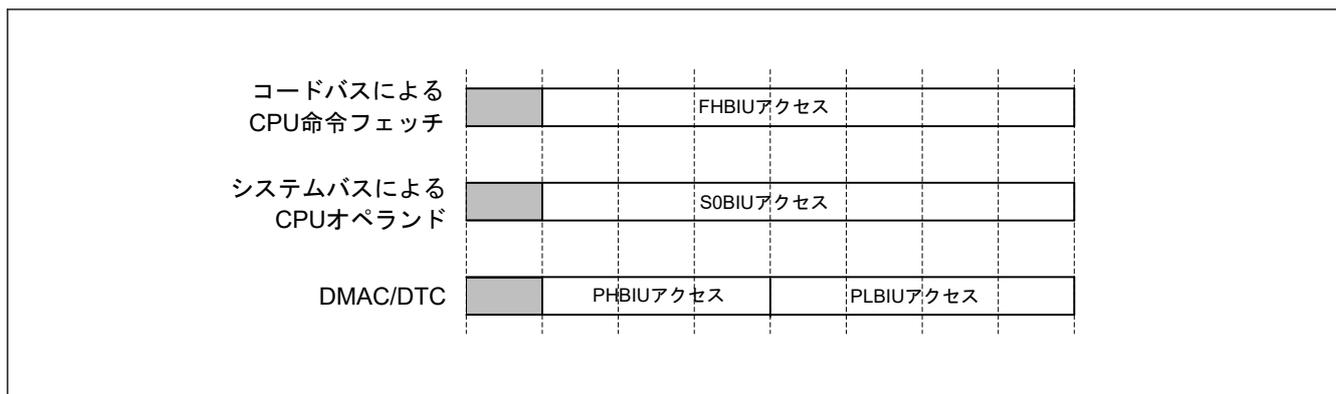 コードバスによる
CPU命令フェッチ
FHBIUアクセス
システムバスによる
CPUオペランド
S0BIUアクセス
DMAC/DTC
PHBIUアクセス
PLBIUアクセス